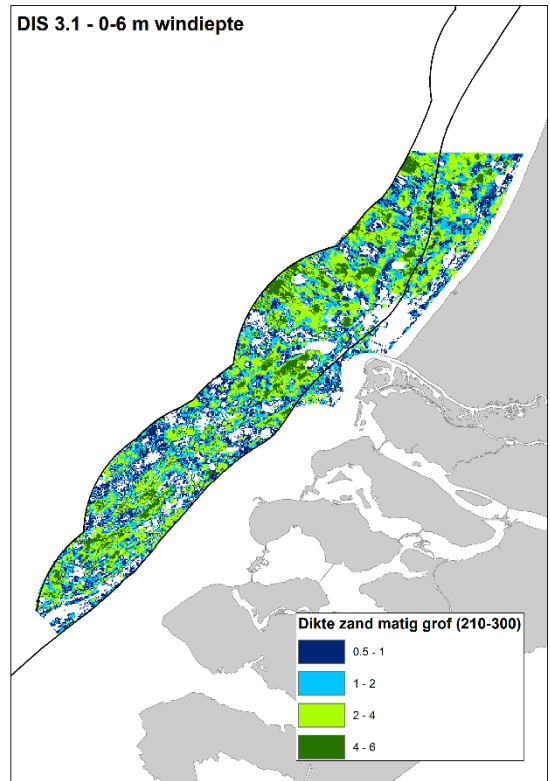 DIS 3.1 - 0-6 m windiepte
Dikte zand matig grof (210-300)
0.5 - 1
1 - 2
2 - 4
4 - 6